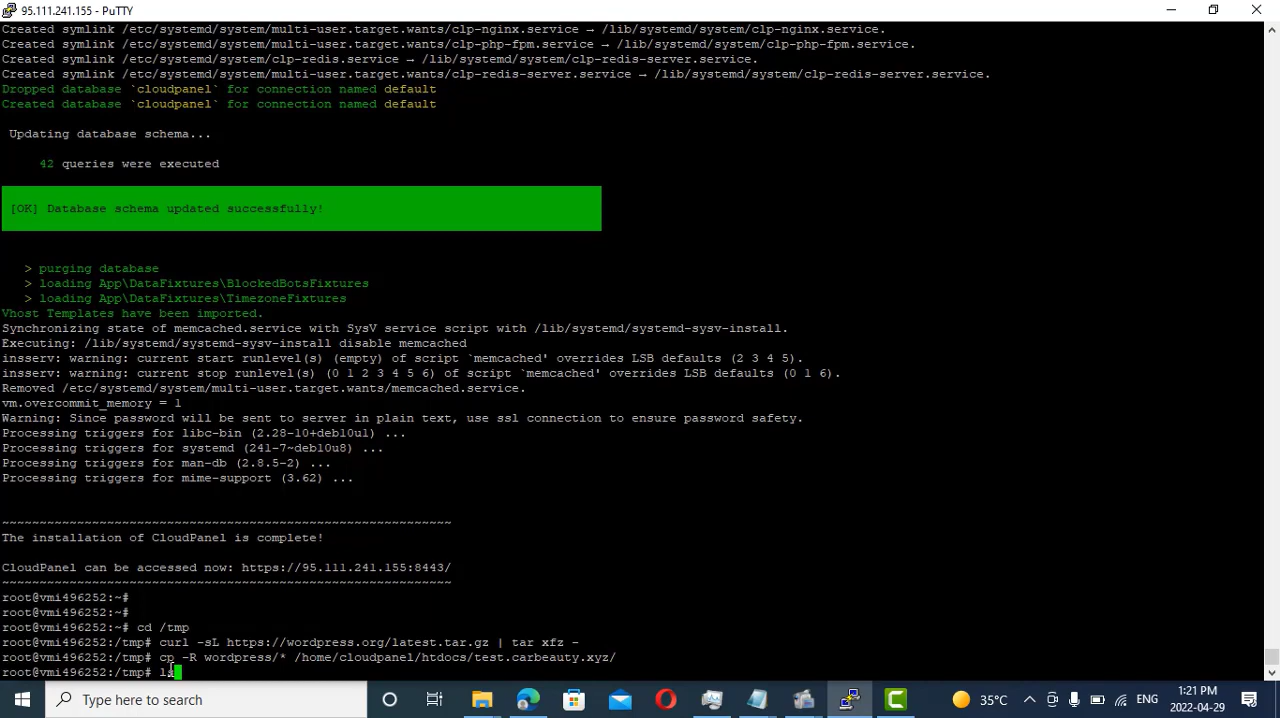 95.111.241.155 - PuTTY
Created symlink /etc/systemd/system/multi-user.target.wants/clp-nginx.service → /lib/systemd/system/clp-nginx.service.
Created symlink /etc/systemd/system/multi-user.target.wants/clp-php-fpm.service → /lib/systemd/system/clp-php-fpm.service.
Created symlink /etc/systemd/system/clp-redis.service → /lib/systemd/system/clp-redis-server.service.
Created symlink /etc/systemd/system/multi-user.target.wants/clp-redis-server.service → /lib/systemd/system/clp-redis-server.service.
Dropped database `cloudpanel` for connection named default
Created database `cloudpanel` for connection named default
Updating database schema...
42 queries were executed
[OK] Database schema updated successfully!
> purging database
> loading App\DataFixtures\BlockedBotsFixtures
> loading App\DataFixtures\TimezoneFixtures
Vhost Templates have been imported.
Synchronizing state of memcached.service with SysV service script with /lib/systemd/systemd-sysv-install.
Executing: /lib/systemd/systemd-sysv-install disable memcached
insserv: warning: current start runlevel(s) (empty) of script `memcached' overrides LSB defaults (2 3 4 5).
insserv: warning: current stop runlevel(s) (0 1 2 3 4 5 6) of script `memcached' overrides LSB defaults (0 1 6).
Removed /etc/systemd/system/multi-user.target.wants/memcached.service.
vm.overcommit_memory = 1
Warning: Since password will be sent to server in plain text, use ssl connection to ensure password safety.
Processing triggers for libc-bin (2.28-10+deb10u1) ...
Processing triggers for systemd (241-7~deb10u8) ...
Processing triggers for man-db (2.8.5-2) ...
Processing triggers for mime-support (3.62) ...
~~~~~~~~~~~~~~~~~~~~~~~~~~~~~~~~~~~~~~~~~~~~~~~~~~~~~~~~~~~~
The installation of CloudPanel is complete!
CloudPanel can be accessed now: https://95.111.241.155:8443/
~~~~~~~~~~~~~~~~~~~~~~~~~~~~~~~~~~~~~~~~~~~~~~~~~~~~~~~~~~~~
root@vmi496252:~#
root@vmi496252:~#
root@vmi496252:~# cd /tmp
root@vmi496252:/tmp# curl -sL https://wordpress.org/latest.tar.gz | tar xfz -
root@vmi496252:/tmp# cp -R wordpress/* /home/cloudpanel/htdocs/test.carbeauty.xyz/
root@vmi496252:/tmp# ls
Type here to search
35°C
ENG
1:21 PM
2022-04-29